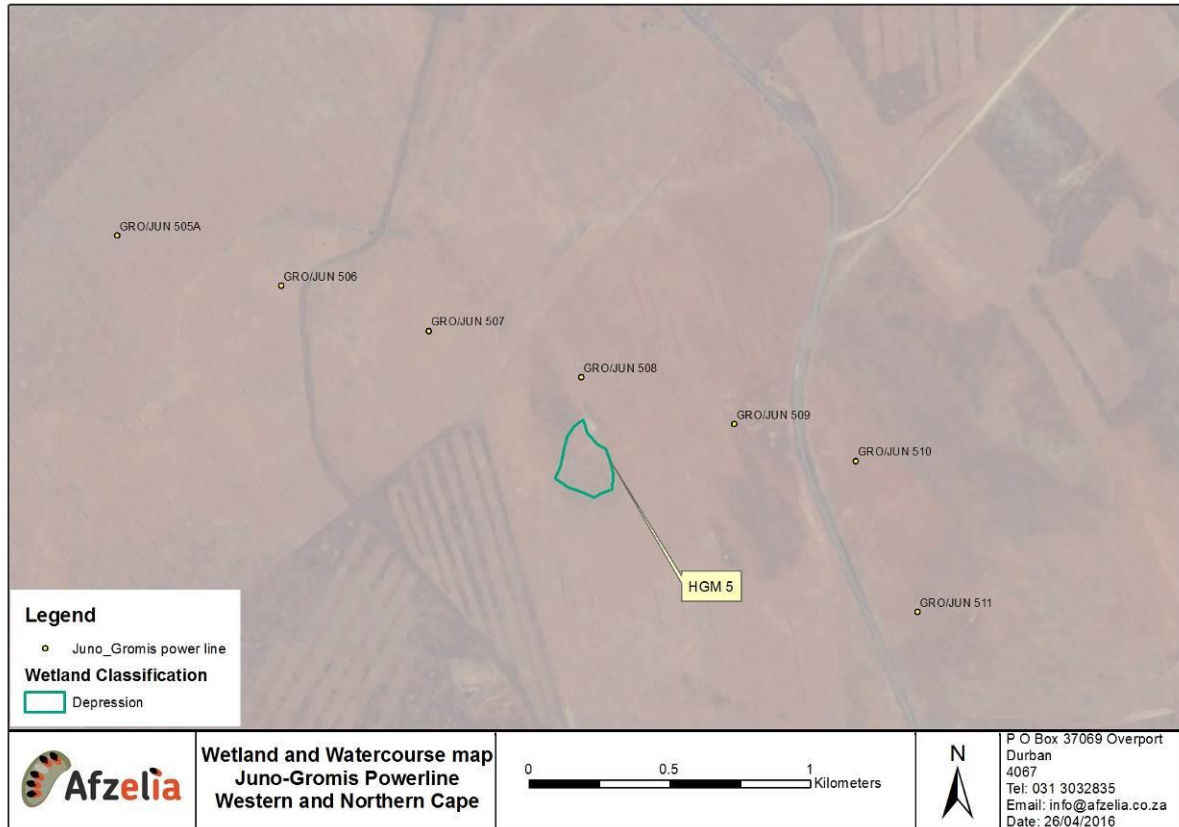 GRO/JUN 505A
GRO/JUN 506
GRO/JUN 507
GRO/JUN 508
GRO/JUN 509
GRO/JUN 510
HGM 5
GRO/JUN 511
Legend
Juno_Gromis power line
Wetland Classification
Depression
Afzelia
Wetland and Watercourse map
Juno-Gromis Powerline
Western and Northern Cape
0 0.5 1
Kilometers
N
P O Box 37069 Overport
Durban
4067
Tel: 031 3032835
Email: info@afzelia.co.za
Date: 26/04/2016